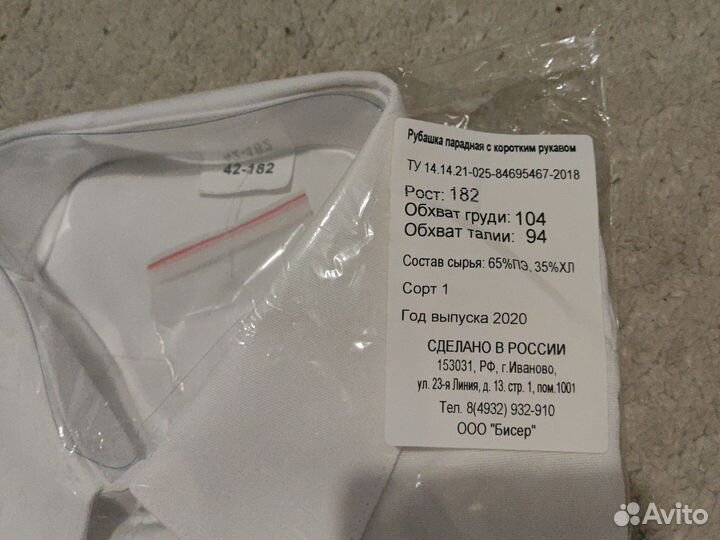 42-182
42-182
Рубашка парадная с коротким рукавом
ТУ 14.14.21-025-84695467-2018
Рост: 182
Обхват груди: 104
Обхват талии: 94
Состав сырья: 65%ПЭ, 35%ХЛ
Сорт 1
Год выпуска 2020
СДЕЛАНО В РОССИИ
153031, РФ, г.Иваново,
ул. 23-я Линия, д. 13. стр. 1, пом.1001
Тел. 8(4932) 932-910
ООО "Бисер"
Avito